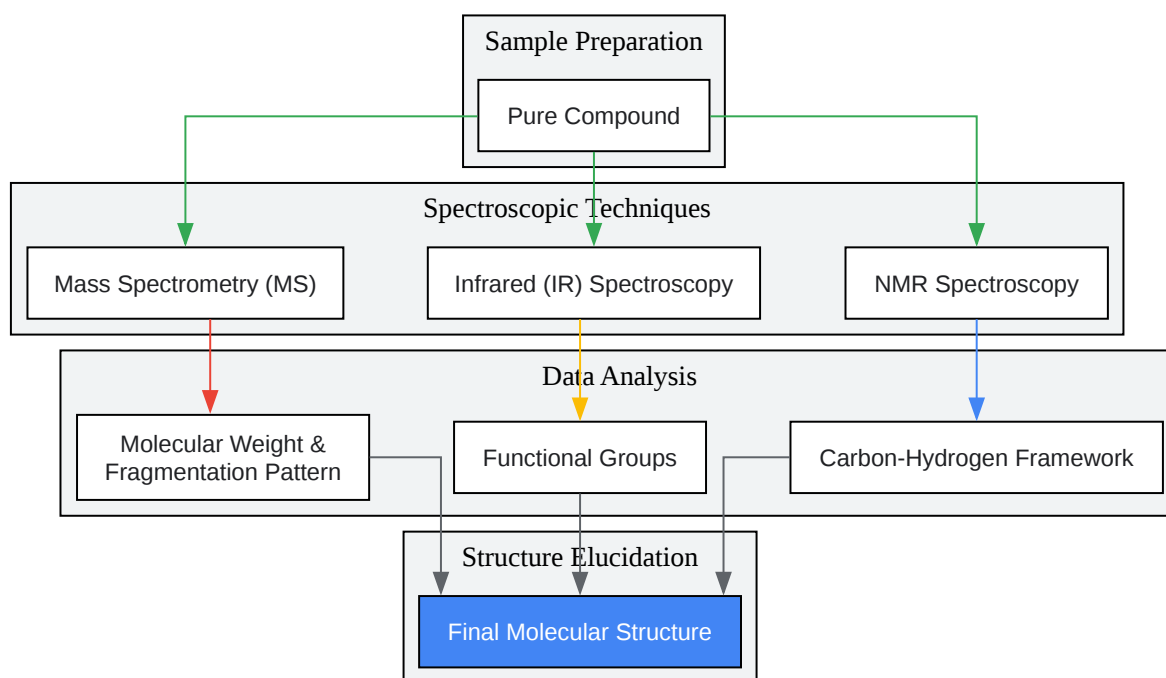 Sample Preparation
Pure Compound
Spectroscopic Techniques
Mass Spectrometry (MS)
Infrared (IR) Spectroscopy
NMR Spectroscopy
Data Analysis
Molecular Weight &
Fragmentation Pattern
Functional Groups
Carbon-Hydrogen Framework
Structure Elucidation
Final Molecular Structure